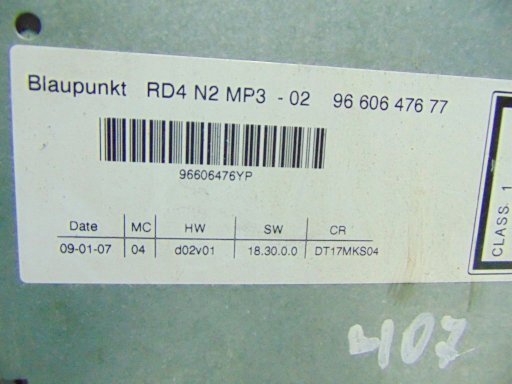 Blaupunkt RD4 N2 MP3 - 02 96 606 476 77
96606476YP
Date MC HW SW CR
09-01-07 04 d02v01 18.30.0.0 DT17MKS04
CLASS 1
407